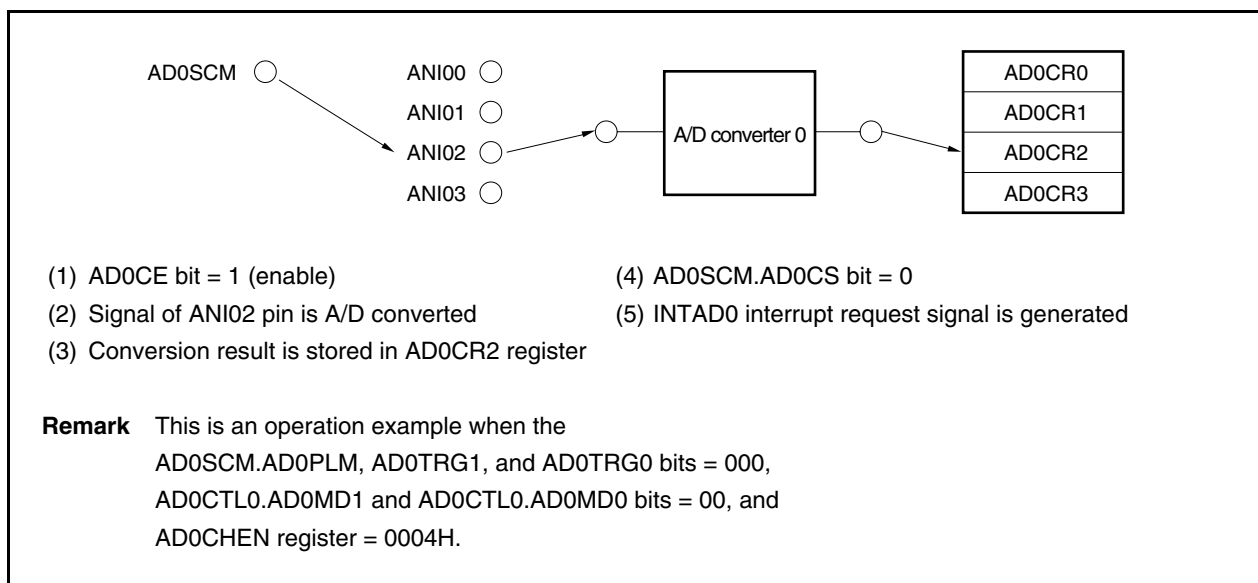 AD0SCM
ANI00
ANI01
ANI02
ANI03
A/D converter 0
AD0CR0
AD0CR1
AD0CR2
AD0CR3
(1) AD0CE bit = 1 (enable)
(2) Signal of ANI02 pin is A/D converted
(3) Conversion result is stored in AD0CR2 register
(4) AD0SCM.AD0CS bit = 0
(5) INTAD0 interrupt request signal is generated
Remark This is an operation example when the
AD0SCM.AD0PLM, AD0TRG1, and AD0TRG0 bits = 000,
AD0CTL0.AD0MD1 and AD0CTL0.AD0MD0 bits = 00, and
AD0CHEN register = 0004H.